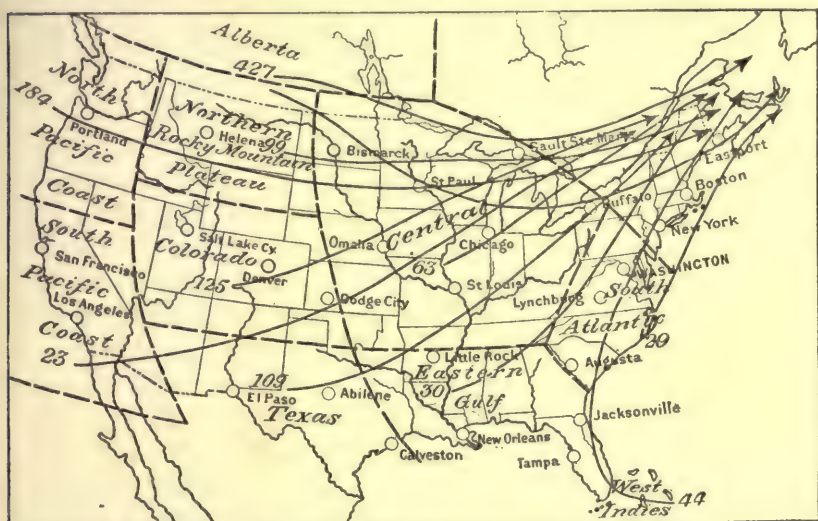 Alberta
427
North
184
Portland
Pacific
Coast
Northern
Helena 99
Rocky Mountain
Plateau
Bismarck
St Paul
Sault Ste Marie
Eastport
Boston
Buffalo
New York
South
San Francisco
Pacific
Los Angeles
Coast
23
Salt Lake Cy.
Colorado
Denver
125
Omaha
Central
Chicago
63
St Louis
Dodge City
WASHINGTON
Lynchburg
South
Atlantic
29
Little Rock
Augusta
Eastern
30
Gulf
109
El Paso
Abilene
Texas
Jacksonville
New Orleans
Galveston
Tampa
West
Indies
44